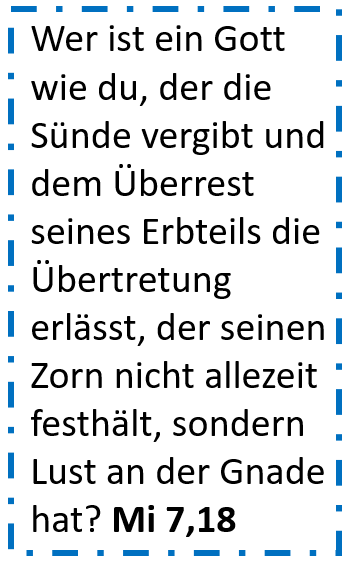 Wer ist ein Gott
wie du, der die
Sünde vergibt und
dem Überrest
seines Erbteils die
Übertretung
erlässt, der seinen
Zorn nicht allezeit
festhält, sondern
Lust an der Gnade
hat? Mi 7,18